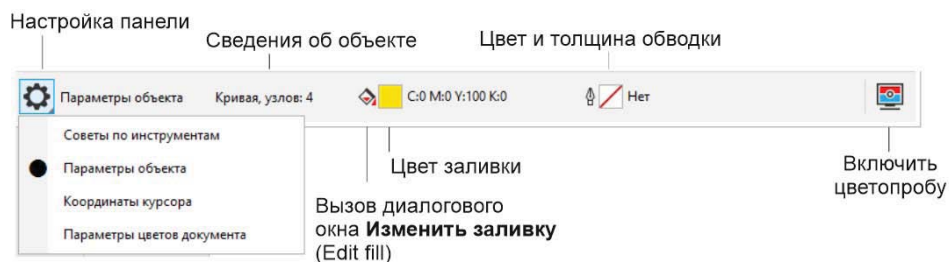 Настройка панели
Сведения об объекте
Цвет и толщина обводки
Параметры объекта Кривая, узлов: 4 C:0 M:0 Y:100 K:0 Нет
Советы по инструментам
Параметры объекта
Координаты курсора
Параметры цветов документа
Цвет заливки
Вызов диалогового
окна Изменить заливку
(Edit fill)
Включить
цветопробу